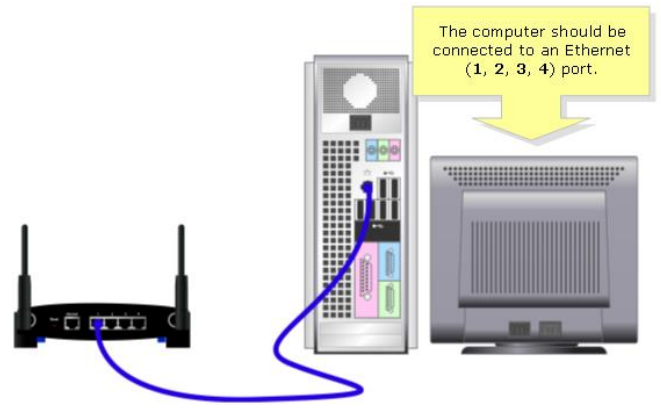 The computer should be
connected to an Ethernet
(1, 2, 3, 4) port.